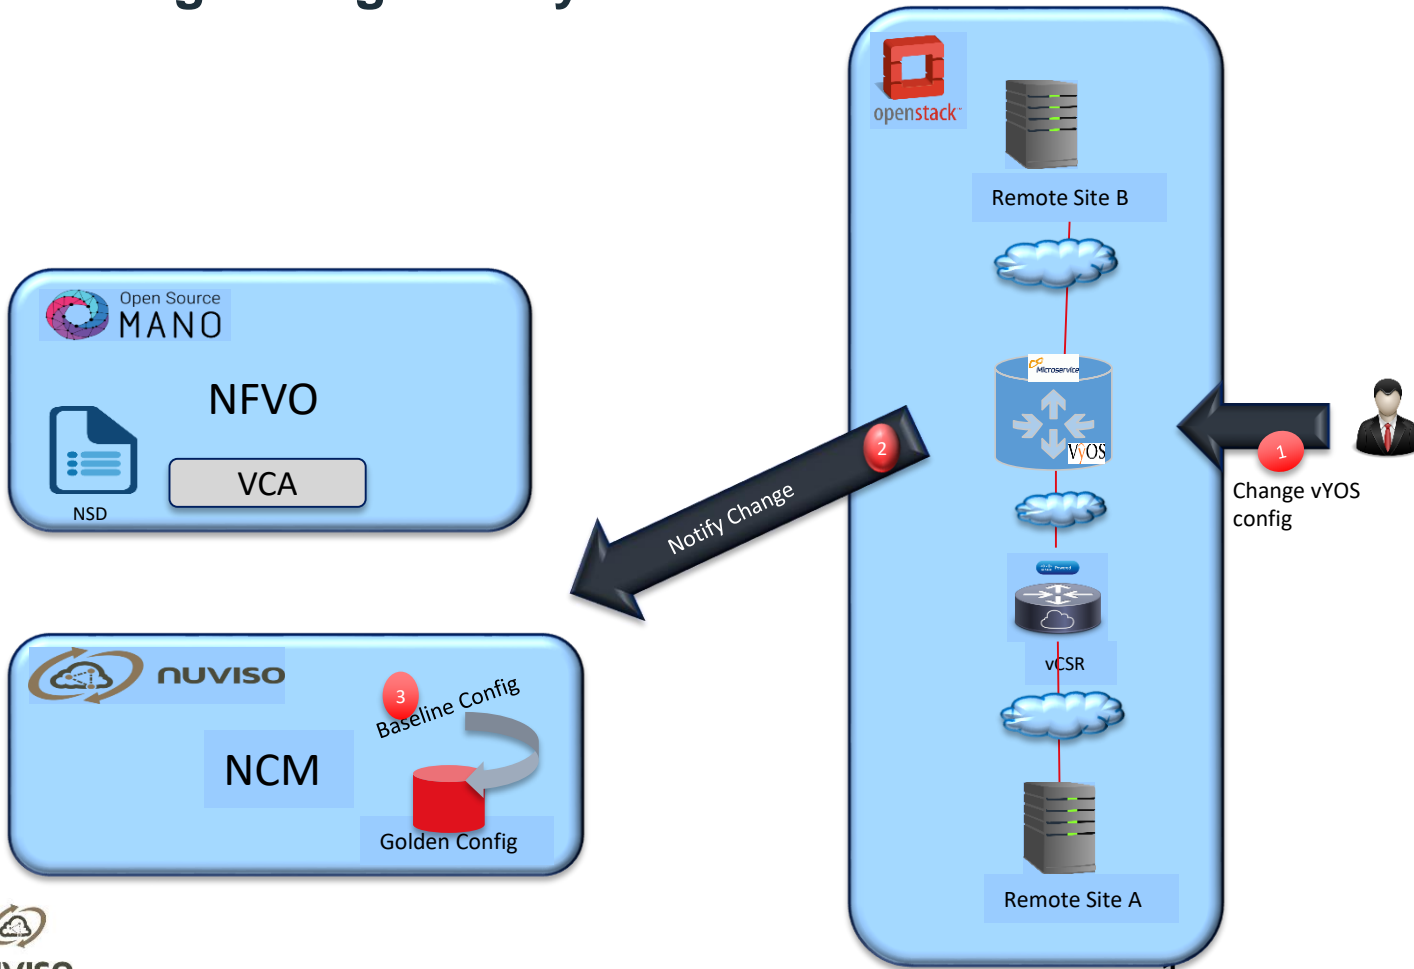 openstack
Remote Site B
Open Source
MANO
NFVO
VCA
NSD
Microservice
VyOS
2
Notify Change
1
Change vYOS
config
Powered
vCSR
nuviso
3
Baseline Config
NCM
Golden Config
Remote Site A